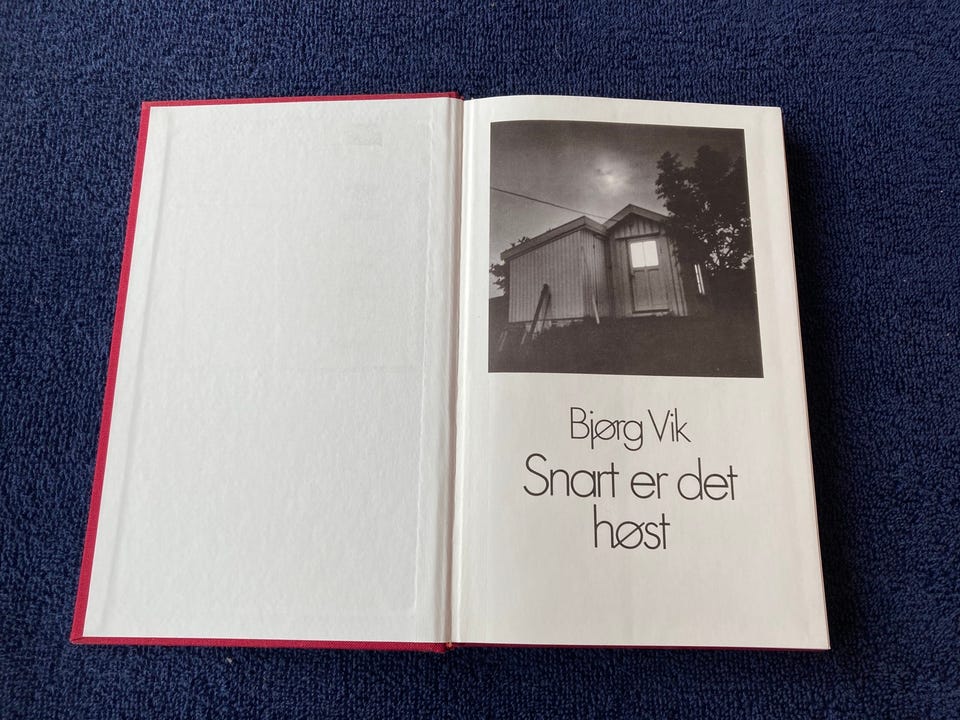 Bjørg Vik
Snart er det
høst